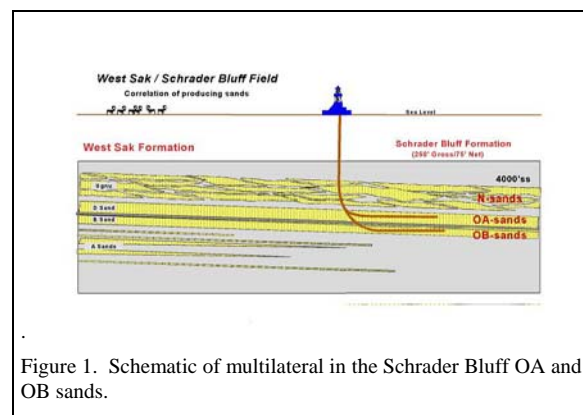 West Sak / Schrader Bluff Field
Correlation of producing sands
Sea Level
West Sak Formation
Schrader Bluff Formation
(250' Gross/75' Net)
4000'ss
N-sands
D Sand
OA-sands
B Sand
OB-sands
A Sands
.
Figure 1. Schematic of multilateral in the Schrader Bluff OA and
OB sands.